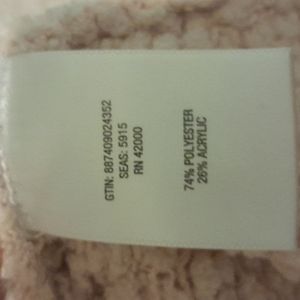 GTIN: 887409024352
SEAS: 5915
RN 42000
74% POLYESTER
26% ACRYLIC